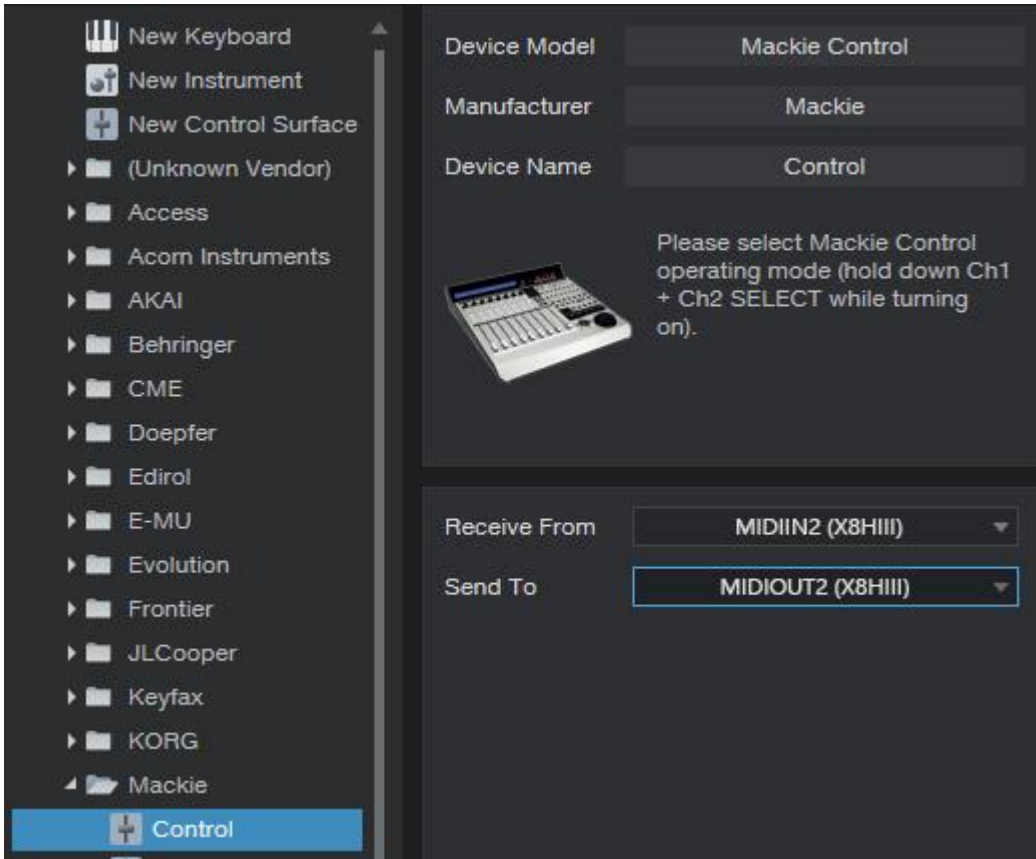 New Keyboard
New Instrument
New Control Surface
(Unknown Vendor)
Access
Acorn Instruments
AKAI
Behringer
CME
Doepfer
Edirol
E-MU
Evolution
Frontier
JLCooper
Keyfax
KORG
Mackie
Control
Device Model Mackie Control
Manufacturer Mackie
Device Name Control
Please select Mackie Control
operating mode (hold down Ch1
+ Ch2 SELECT while turning
on).
Receive From MIDIIN2 (X8HIII)
Send To MIDIOUT2 (X8HIII)